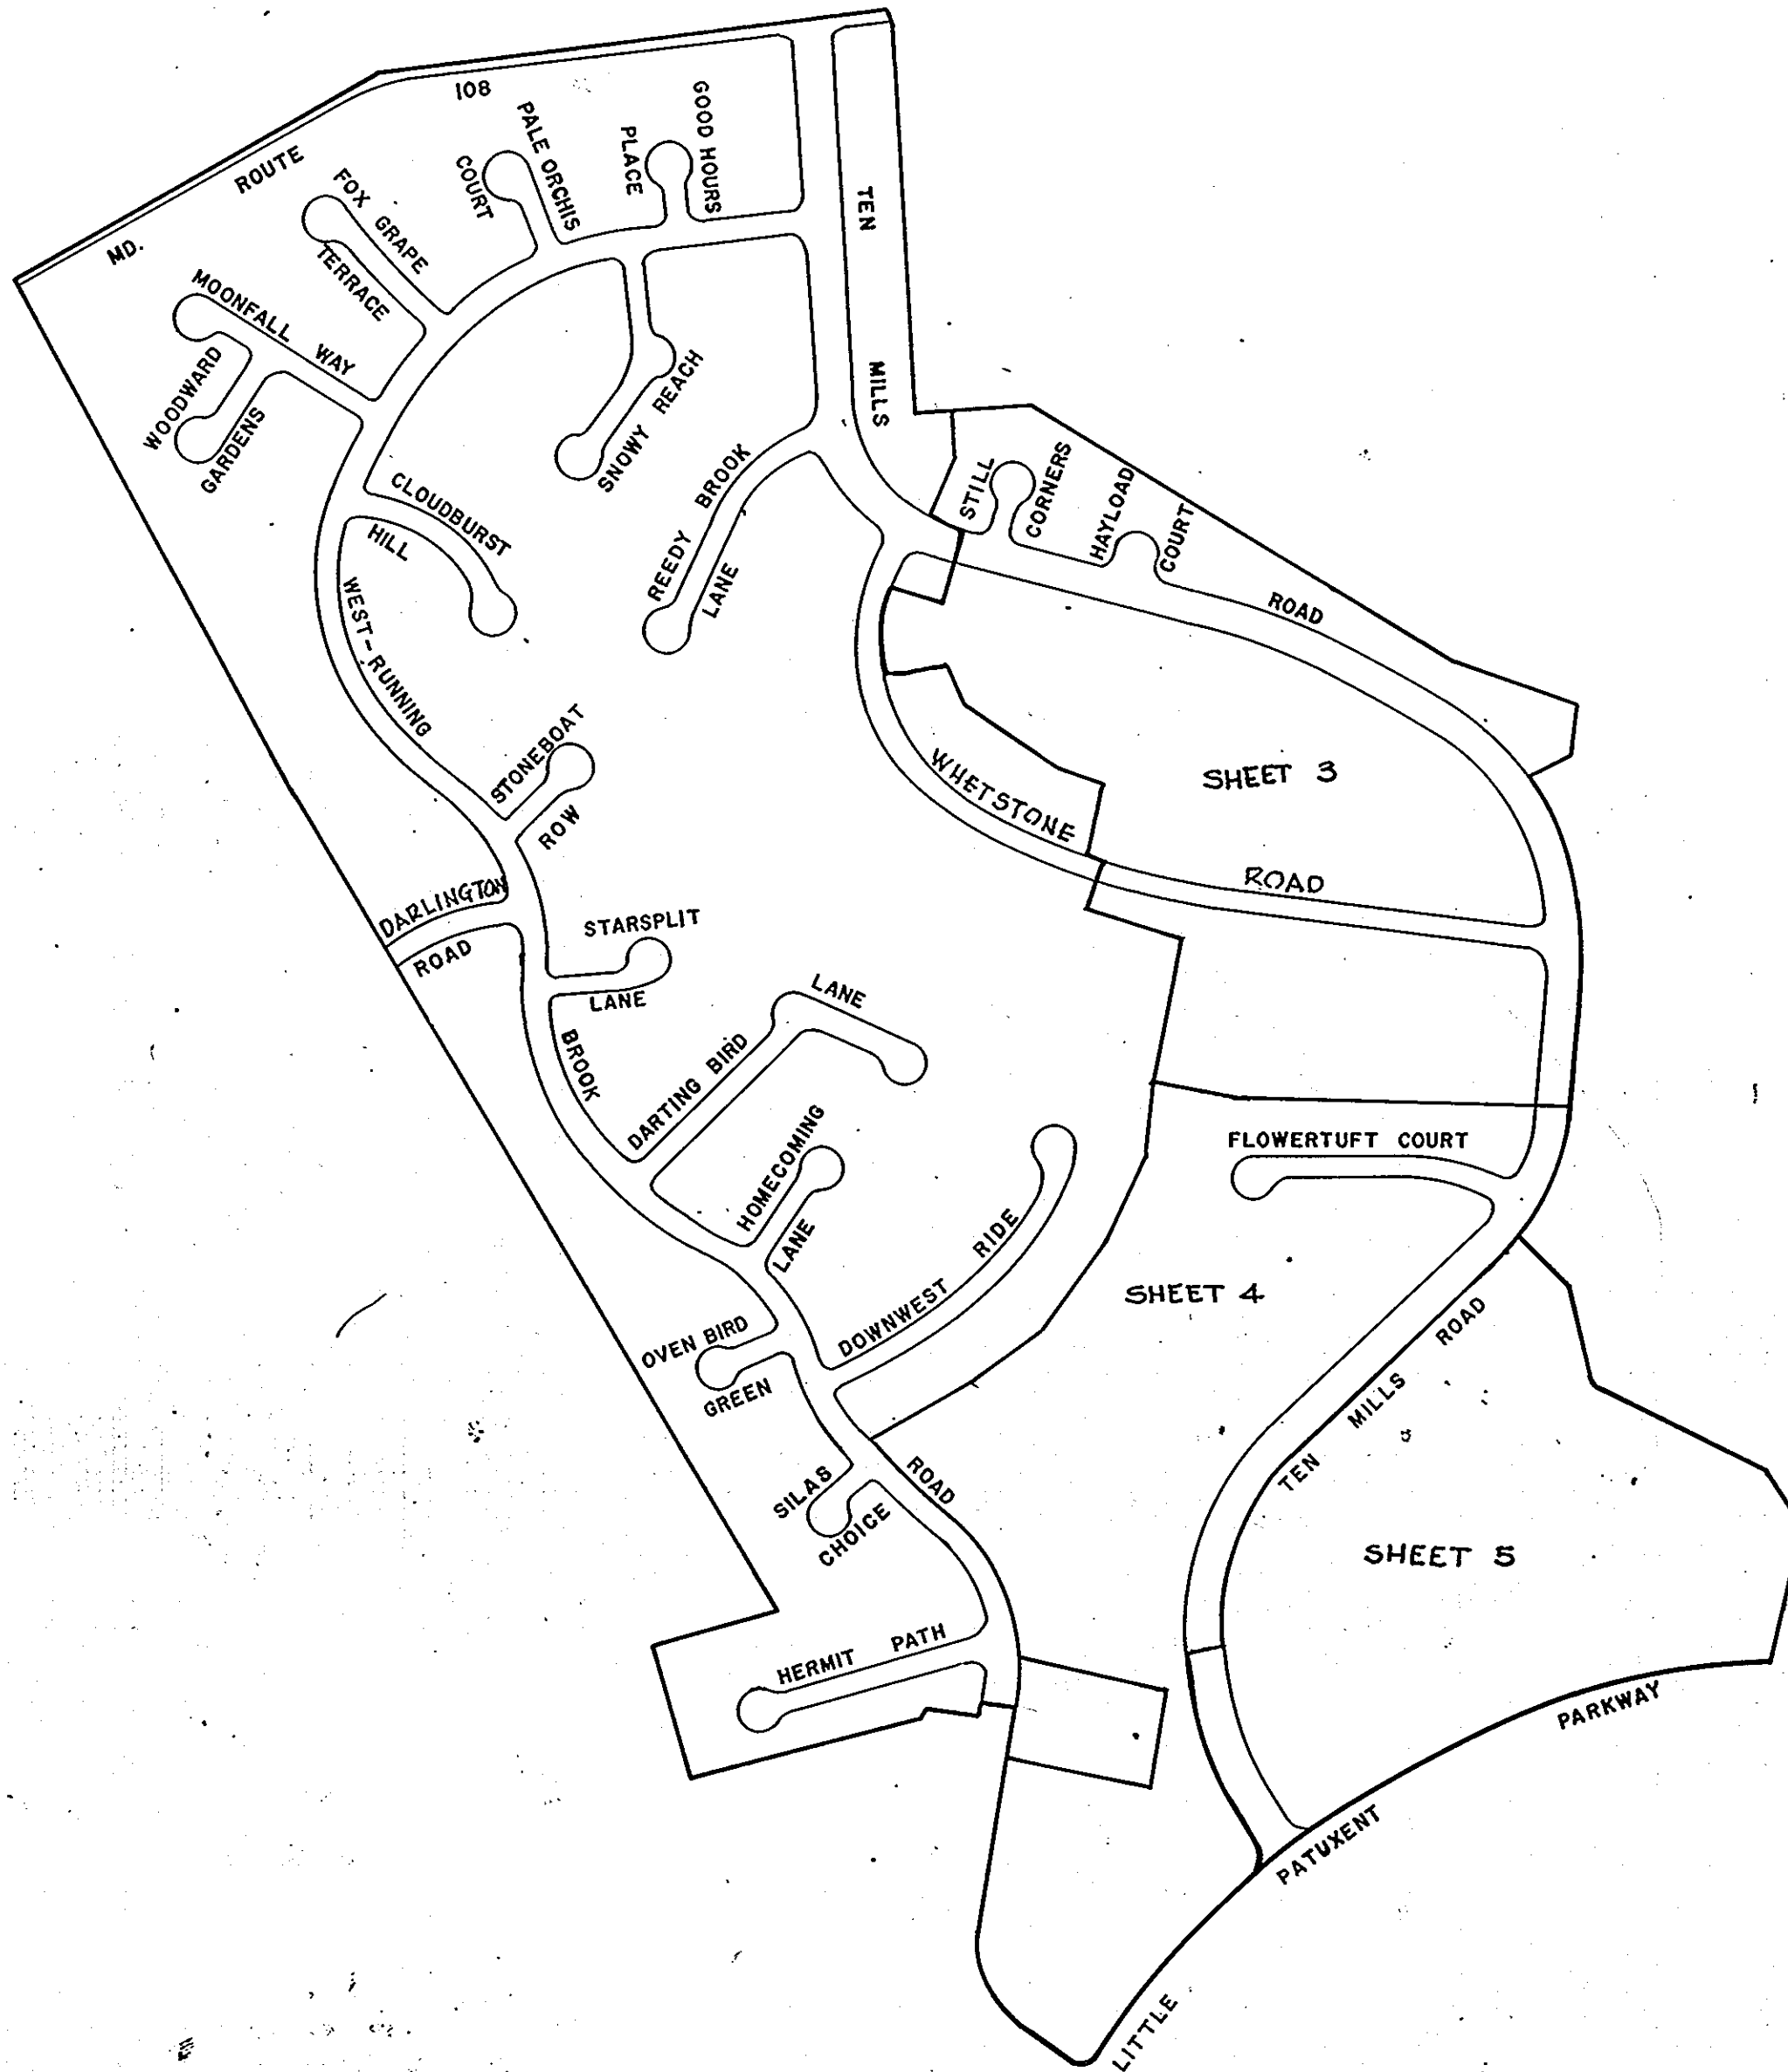 MD. ROUTE 108
TEN MILLS ROAD
GOOD HOURS
PLACE
PALE ORCHIS
COURT
FOX GRAPE
TERRACE
MOONFALL WAY
WOODWARD
GARDENS
SNOWY REACH
CLOUDBURST
HILL
REEDY BROOK
LANE
STILL
CORNERS
HAYLOAD
COURT
WEST-RUNNING BROOK ROAD
STONEBOAT
ROW
SHEET 3
WHETSTONE ROAD
DARLINGTON
ROAD
STARSPLIT
LANE
DARTING BIRD LANE
HOMECOMING
LANE
FLOWERTUFT COURT
DOWNWEST RIDE
SHEET 4
OVEN BIRD
GREEN
TEN MILLS ROAD
SILAS
CHOICE
SHEET 5
HERMIT PATH
LITTLE PATUXENT PARKWAY